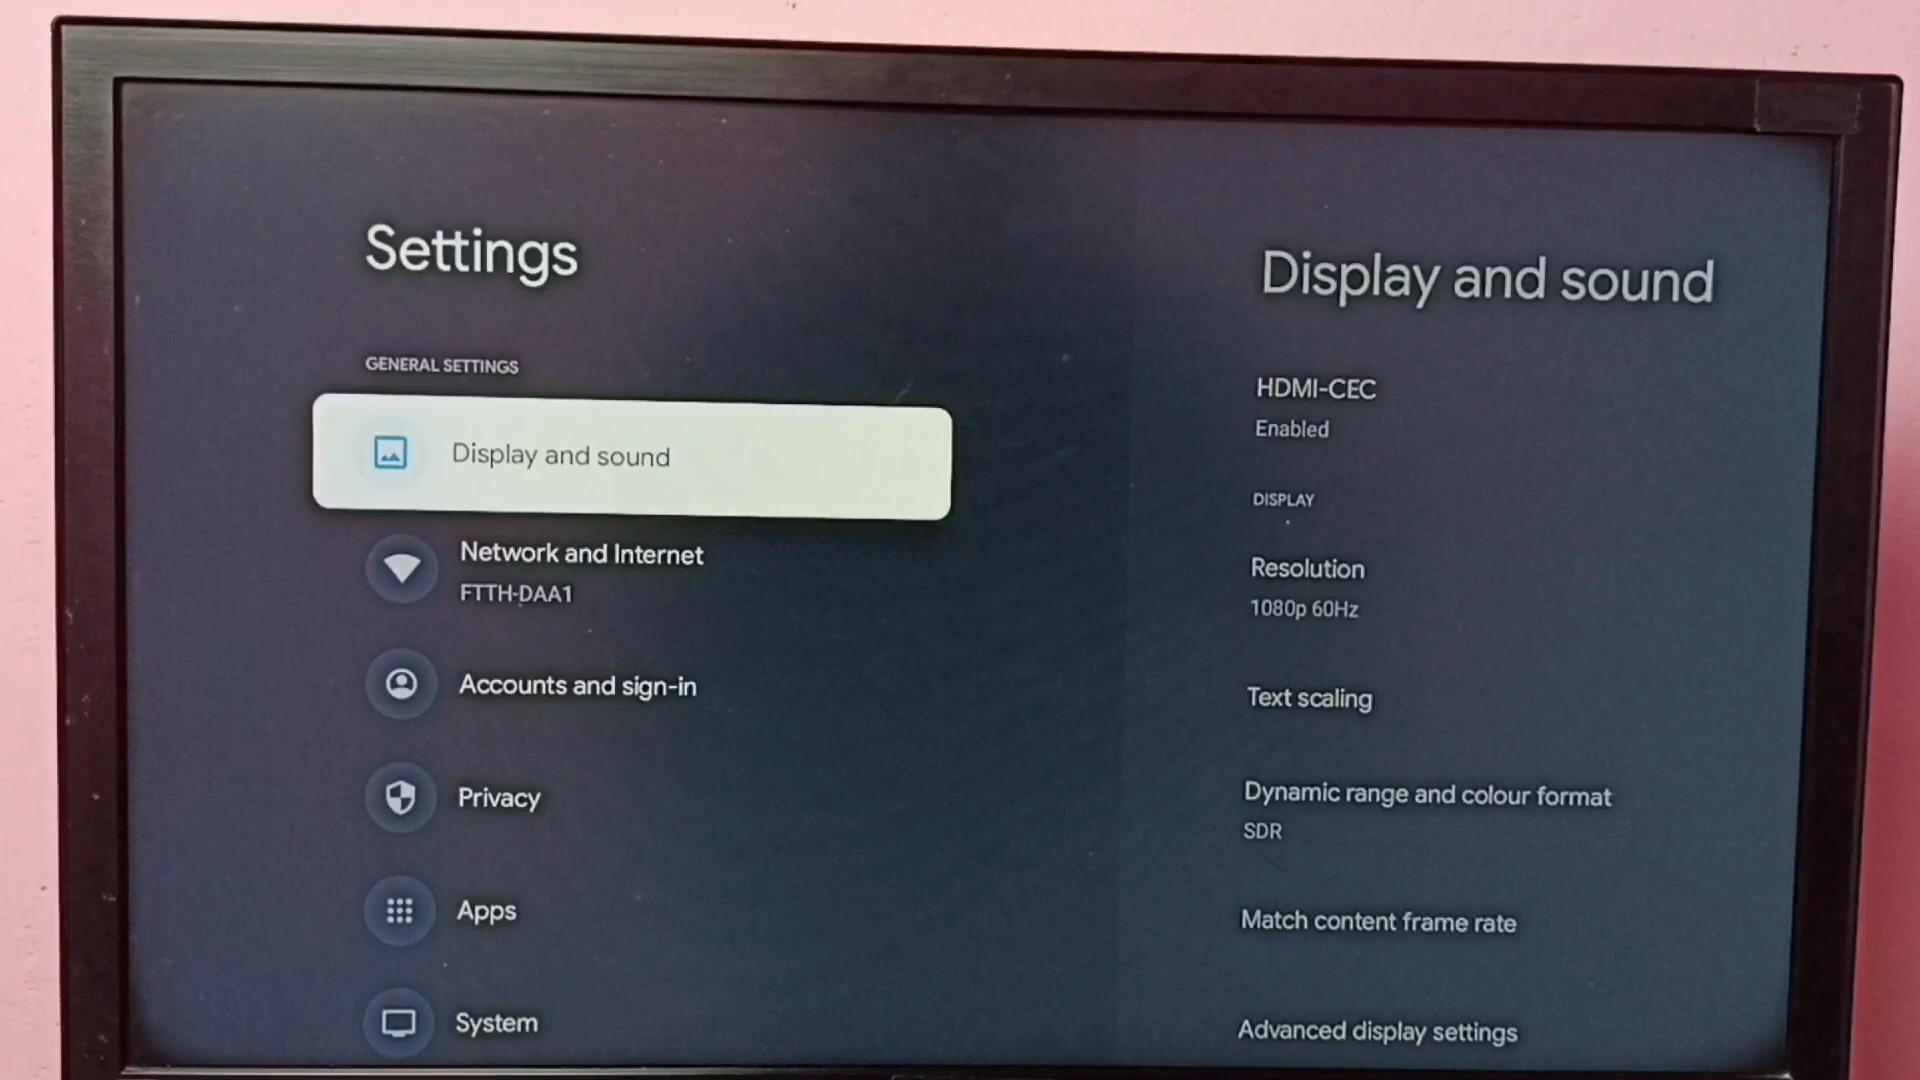 Settings
GENERAL SETTINGS
Display and sound
Network and Internet
FTTH-DAA1
Accounts and sign-in
Privacy
Apps
System
Display and sound
HDMI-CEC
Enabled
DISPLAY
Resolution
1080p 60Hz
Text scaling
Dynamic range and colour format
SDR
Match content frame rate
Advanced display settings